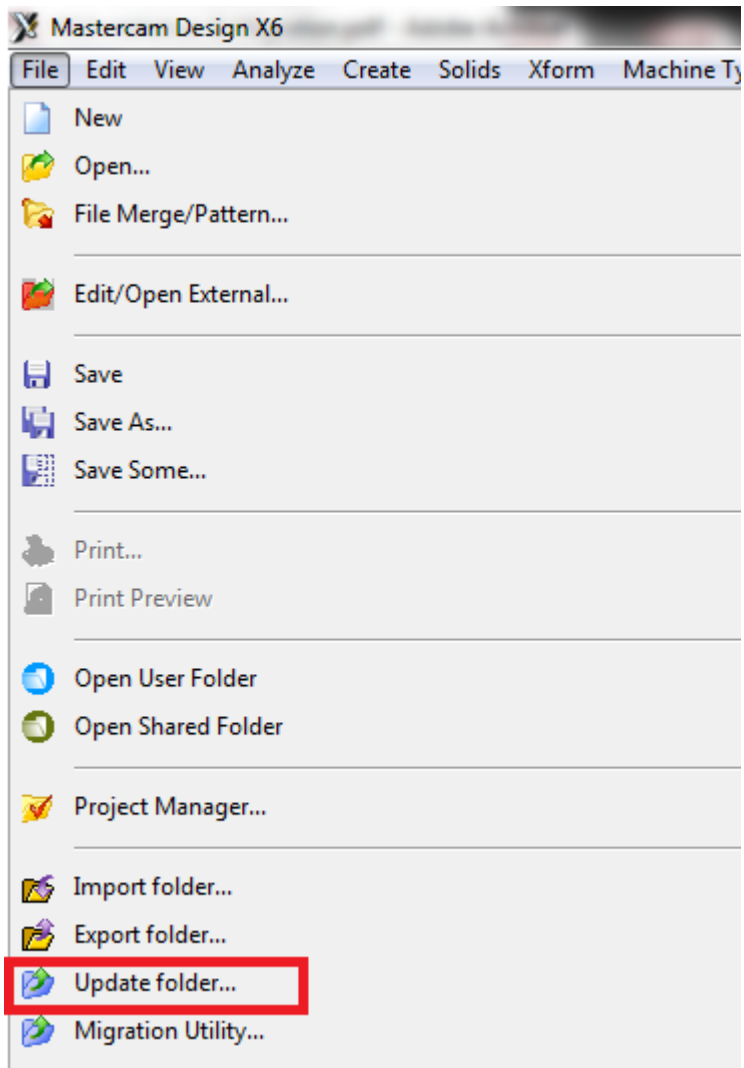 Mastercam Design X6
File Edit View Analyze Create Solids Xform Machine Ty
New
Open...
File Merge/Pattern...
Edit/Open External...
Save
Save As...
Save Some...
Print...
Print Preview
Open User Folder
Open Shared Folder
Project Manager...
Import folder...
Export folder...
Update folder...
Migration Utility...